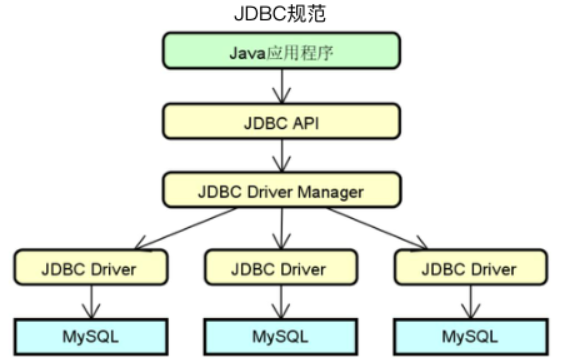 JDBC规范
Java应用程序
JDBC API
JDBC Driver Manager
JDBC Driver
JDBC Driver
JDBC Driver
MySQL
MySQL
MySQL